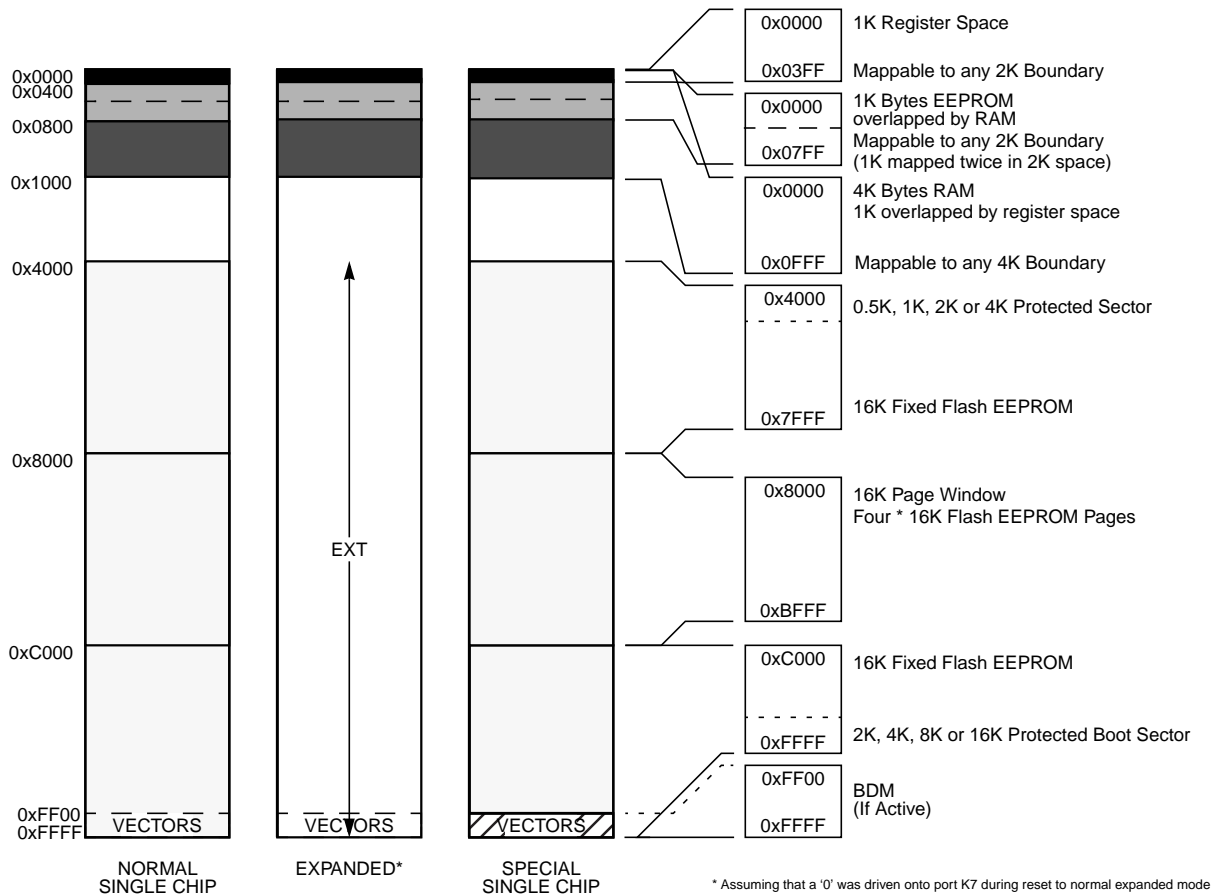 0x0000
0x0400
0x0800
0x1000
0x4000
0x8000
0xC000
0xFF00
0xFFFF
VECTORS
NORMAL
SINGLE CHIP
EXT
VECTORS
EXPANDED*
VECTORS
SPECIAL
SINGLE CHIP
0x0000
1K Register Space
0x03FF
Mappable to any 2K Boundary
0x0000
1K Bytes EEPROM
overlapped by RAM
Mappable to any 2K Boundary
0x07FF
(1K mapped twice in 2K space)
0x0000
4K Bytes RAM
1K overlapped by register space
0x0FFF
Mappable to any 4K Boundary
0x4000
0.5K, 1K, 2K or 4K Protected Sector
0x7FFF
16K Fixed Flash EEPROM
0x8000
16K Page Window
Four * 16K Flash EEPROM Pages
0xBFFF
0xC000
16K Fixed Flash EEPROM
0xFFFF
2K, 4K, 8K or 16K Protected Boot Sector
0xFF00
BDM
(If Active)
0xFFFF
* Assuming that a ‘0’ was driven onto port K7 during reset to normal expanded mode